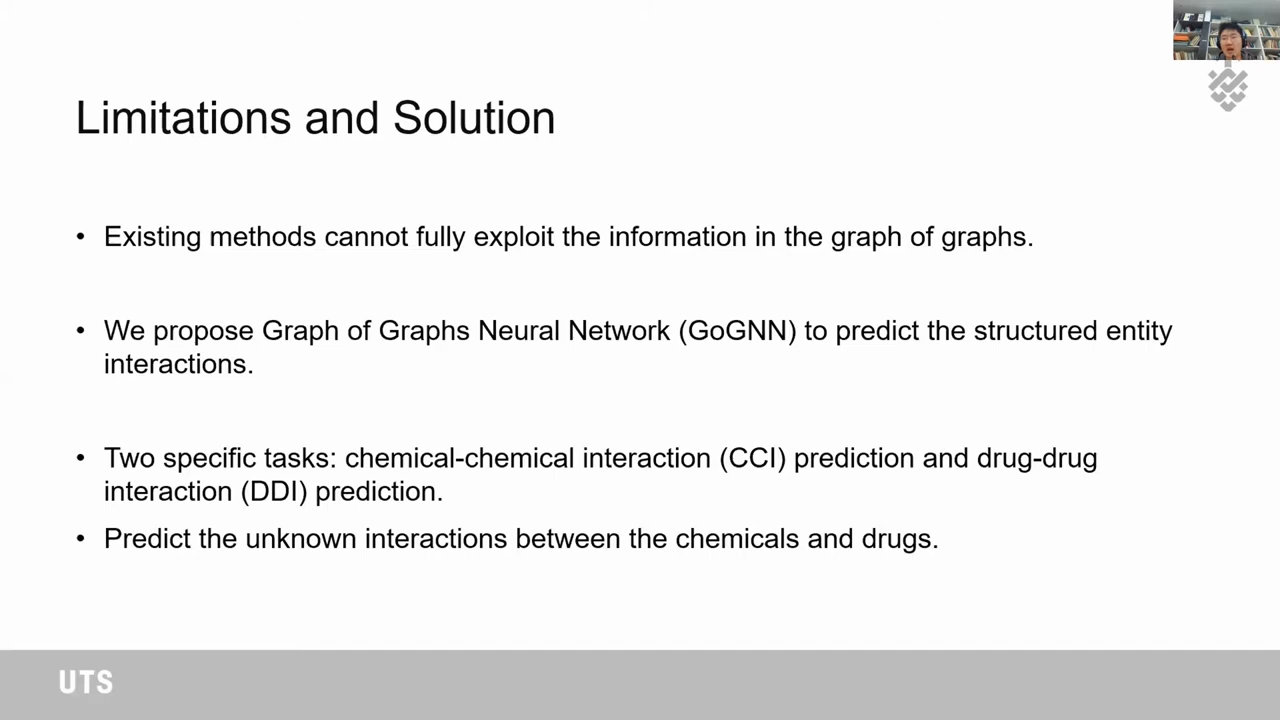 Limitations and Solution
• Existing methods cannot fully exploit the information in the graph of graphs.
• We propose Graph of Graphs Neural Network (GoGNN) to predict the structured entity
interactions.
• Two specific tasks: chemical-chemical interaction (CCI) prediction and drug-drug
interaction (DDI) prediction.
• Predict the unknown interactions between the chemicals and drugs.
UTS